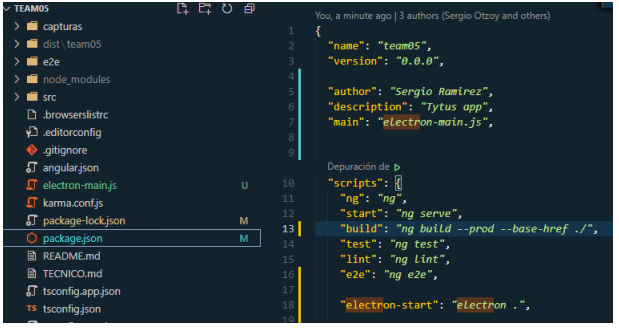 TEAM05
capturas
dist\team05
e2e
node_modules
src
.browserslistrc
.editorconfig
.gitignore
angular.json
electron-main.js U
karma.conf.js
package-lock.json M
package.json M
README.md
TECNICO.md
tsconfig.app.json
TS tsconfig.json
You, a minute ago | 3 authors (Sergio Otzoy and others)
1 {
2 "name": "team05",
3 "version": "0.0.0",
4
5 "author": "Sergio Ramirez",
6 "description": "Tytus app",
7 "main": "electron-main.js",
8
9
Depuración de
10 "scripts": {
11 "ng": "ng",
12 "start": "ng serve",
13 "build": "ng build --prod --base-href ./",
14 "test": "ng test",
15 "lint": "ng lint",
16 "e2e": "ng e2e",
17
18 "electron-start": "electron .",
19